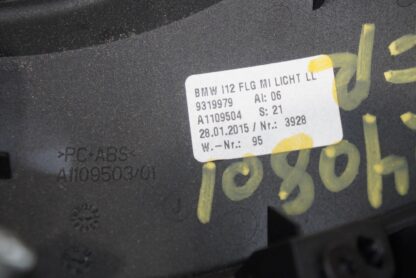 BMW I12 FLG MI LICHT LL
9319979 AI: 06
A1109504 S: 21
28.01.2015 / Nr.: 3928
W.-Nr.: 95
>PC+ABS<
A1109503/01